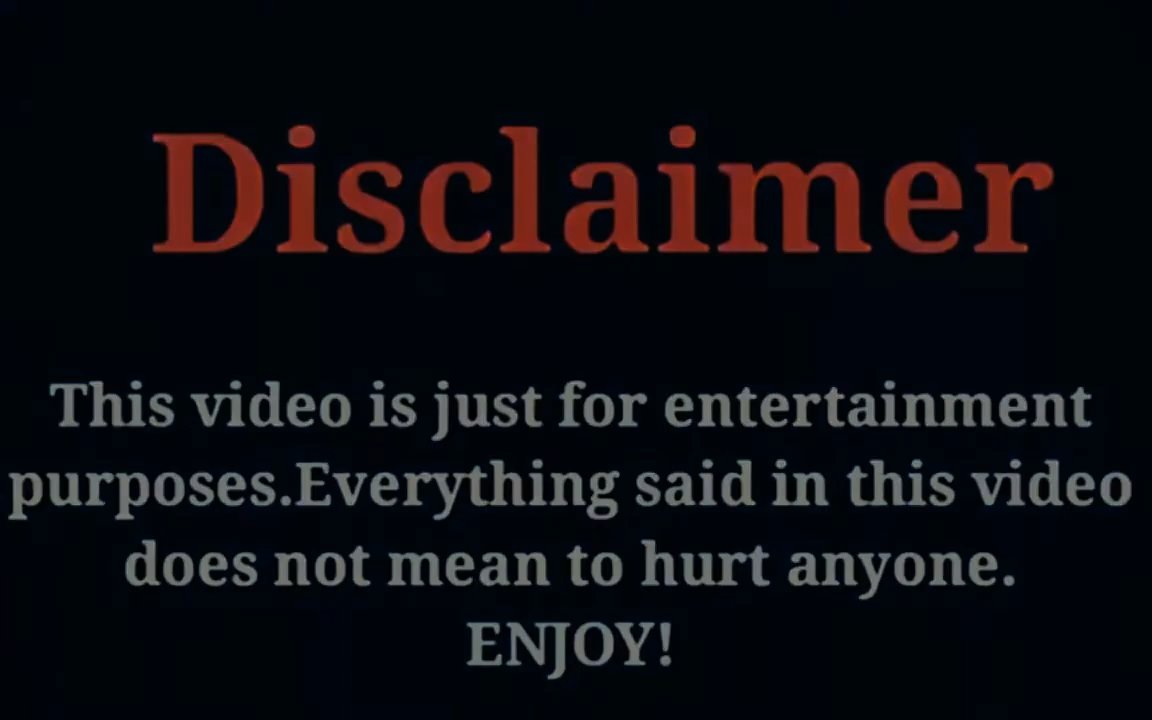 Disclaimer
This video is just for entertainment
purposes.Everything said in this video
does not mean to hurt anyone.
ENJOY!